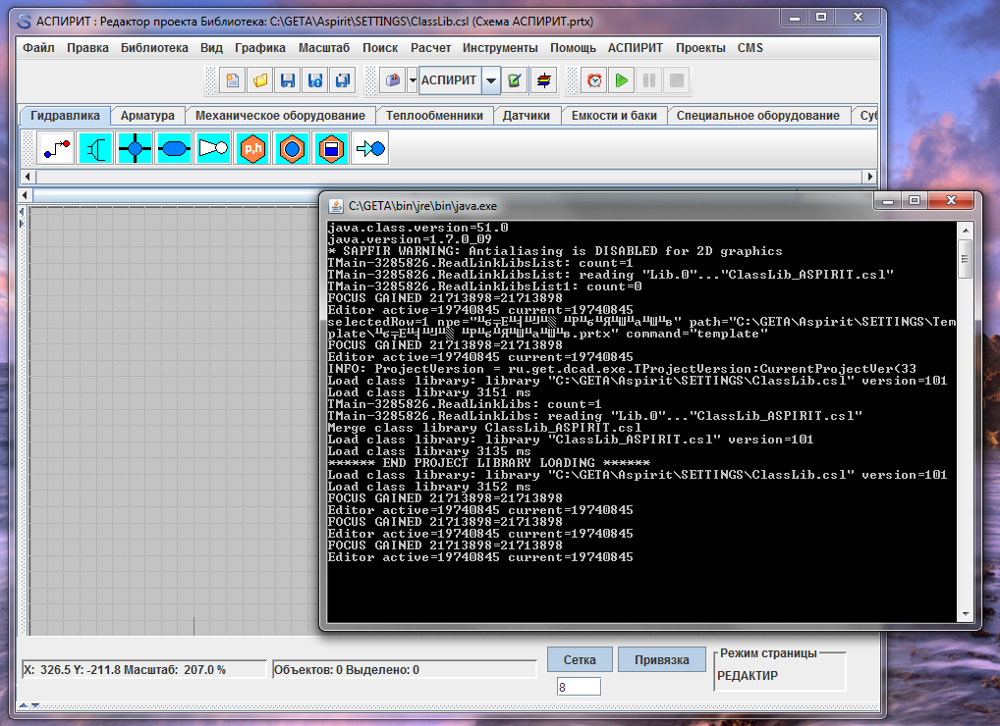 АСПИРИТ : Редактор проекта Библиотека: C:\GETA\Aspirit\SETTINGS\ClassLib.csl (Схема АСПИРИТ.prtx)
Файл Правка Библиотека Вид Графика Масштаб Поиск Расчет Инструменты Помощь АСПИРИТ Проекты CMS
АСПИРИТ
Гидравлика Арматура Механическое оборудование Теплообменники Датчики Емкости и баки Специальное оборудование Суб
p,h
C:\GETA\bin\jre\bin\java.exe
java.class.version=51.0
java.version=1.7.0_09
* SAPFIR WARNING: Antialiasing is DISABLED for 2D graphics
TMain-3285826.ReadLinkLibsList: count=1
TMain-3285826.ReadLinkLibsList: reading "Lib.0"..."ClassLib_ASPIRIT.csl"
TMain-3285826.ReadLinkLibsList1: count=0
FOCUS GAINED 21713898=21713898
Editor active=19740845 current=19740845
selectedRow=1 npe=" path="C:\GETA\Aspirit\SETTINGS\Tem
plate\.prtx" command="template"
FOCUS GAINED 21713898=21713898
Editor active=19740845 current=19740845
INFO: ProjectVersion = ru.get.dcad.exe.TProjectVersion:CurrentProjectVer(33
Load class library: library "C:\GETA\Aspirit\SETTINGS\ClassLib.csl" version=101
Load class library 3151 ms
TMain-3285826.ReadLinkLibs: count=1
TMain-3285826.ReadLinkLibs: reading "Lib.0"..."ClassLib_ASPIRIT.csl"
Merge class library ClassLib_ASPIRIT.csl
Load class library: library "ClassLib_ASPIRIT.csl" version=101
Load class library 3135 ms
****** END PROJECT LIBRARY LOADING ******
Load class library: library "C:\GETA\Aspirit\SETTINGS\ClassLib.csl" version=101
Load class library 3152 ms
FOCUS GAINED 21713898=21713898
Editor active=19740845 current=19740845
FOCUS GAINED 21713898=21713898
Editor active=19740845 current=19740845
FOCUS GAINED 21713898=21713898
Editor active=19740845 current=19740845
X: 326.5 Y: -211.8 Масштаб: 207.0 %
Объектов: 0 Выделено: 0
Сетка
Привязка
Режим страницы
РЕДАКТИР
8